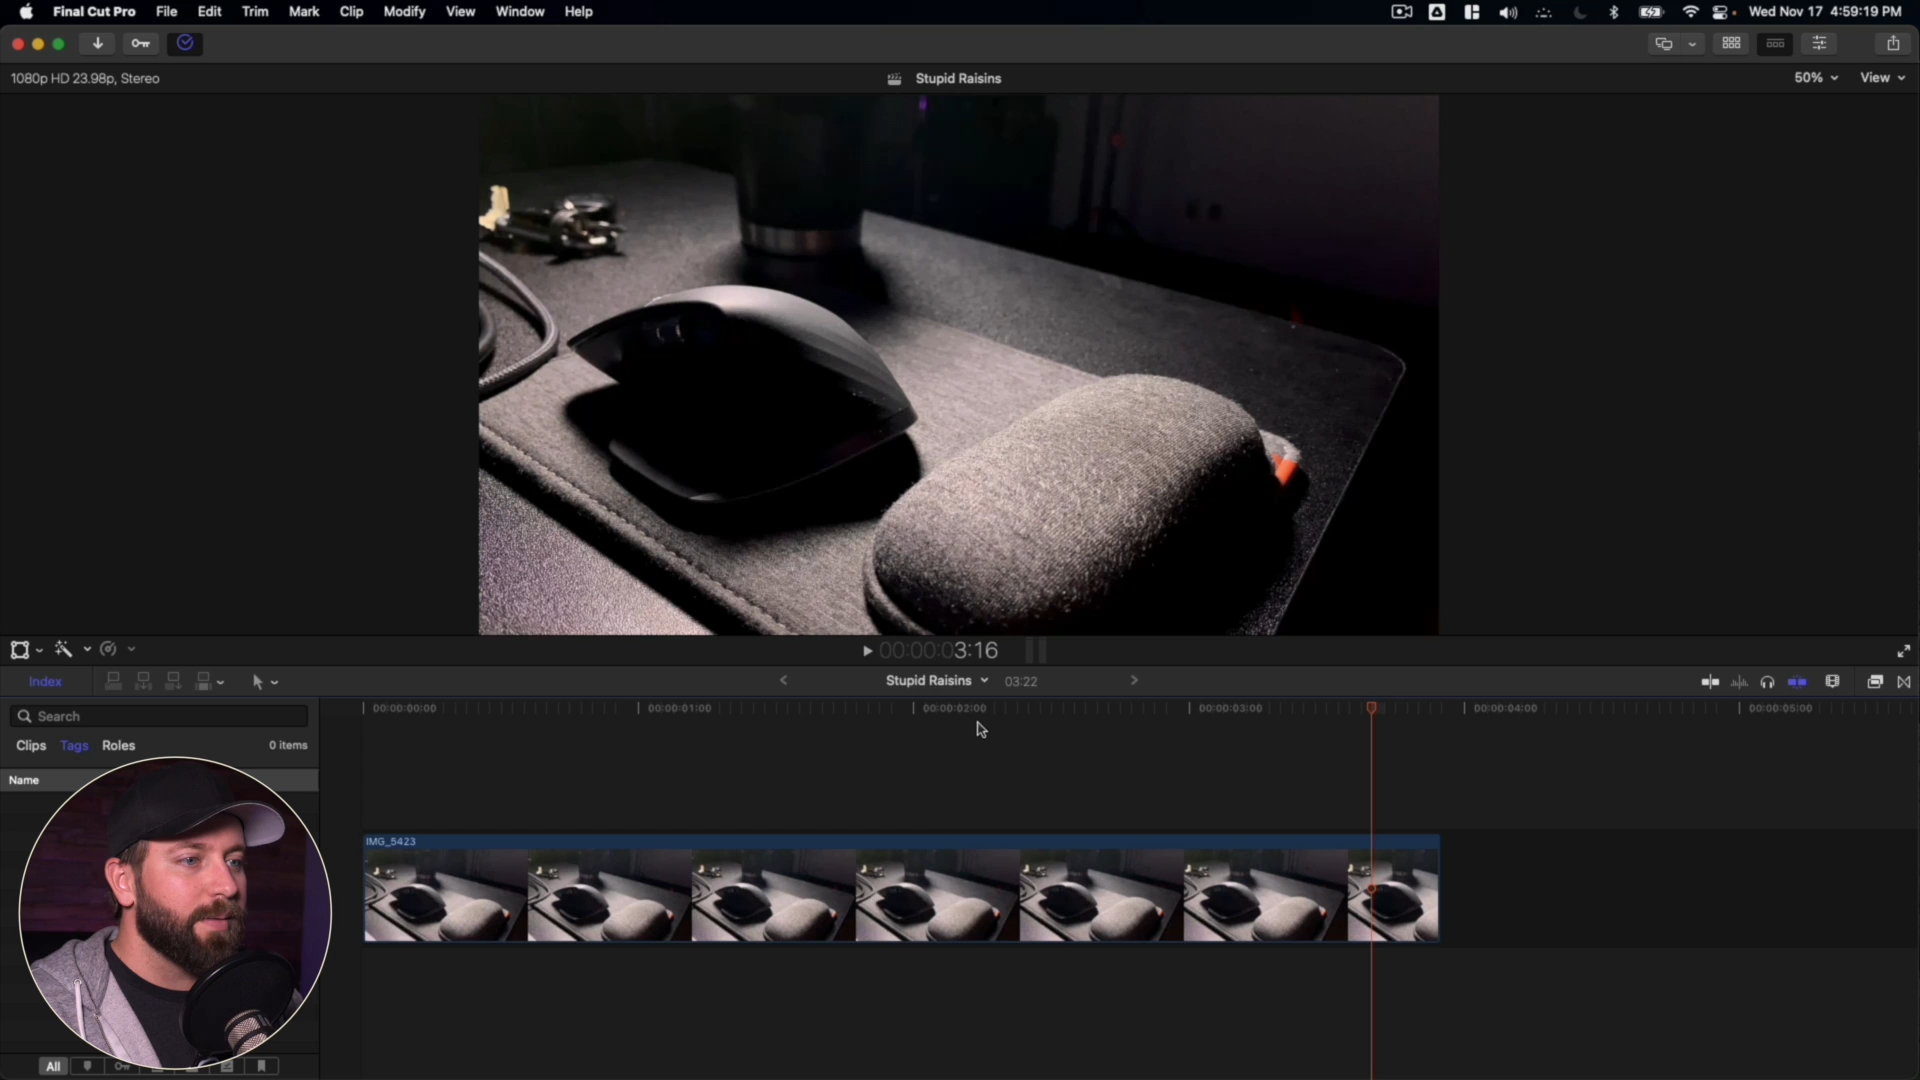 Final Cut Pro File Edit Trim Mark Clip Modify View Window Help Wed Nov 17 4:59:19 PM
1080p HD 23.98p, Stereo Stupid Raisins 50% View
00:00:03:16
Index Stupid Raisins 03:22
Search
00:00:00:00 00:00:01:00 00:00:02:00 00:00:03:00 00:00:04:00 00:00:05:00
Clips Tags Roles 0 items
Name
IMG_5423
All